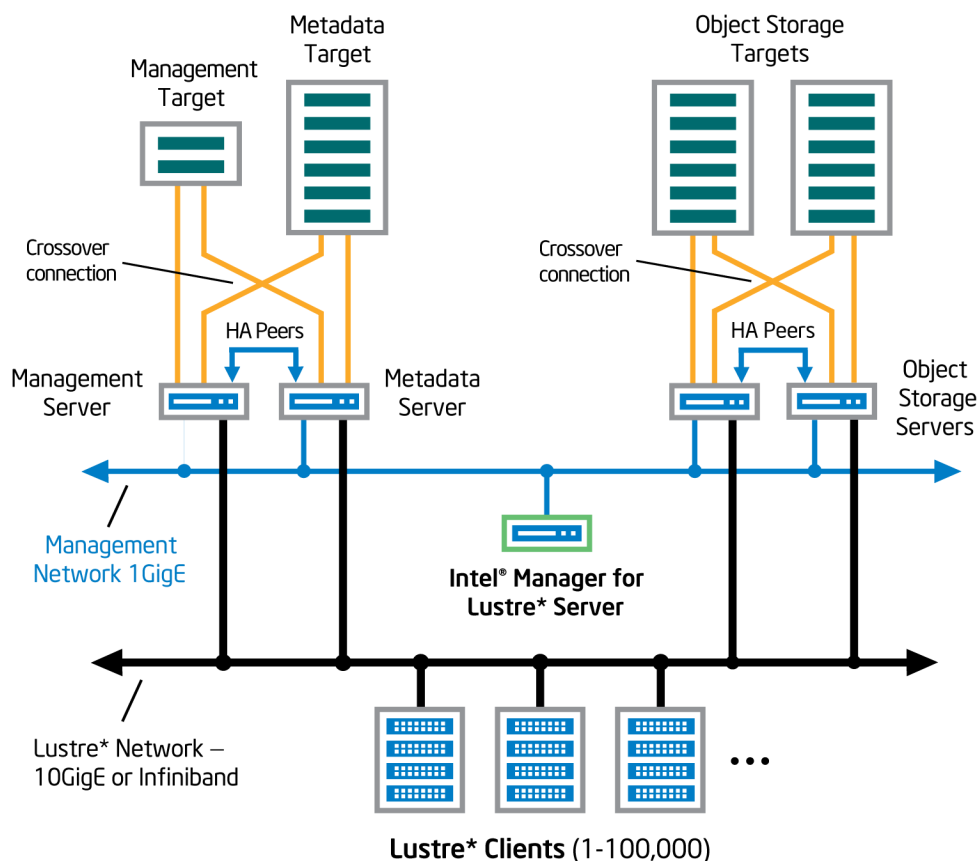 Metadata
Target
Object Storage
Targets
Management
Target
Crossover
connection
Crossover
connection
HA Peers
HA Peers
Management
Server
Metadata
Server
Object
Storage
Servers
Management
Network 1GigE
Intel® Manager for
Lustre* Server
Lustre* Network –
10GigE or Infiniband
...
Lustre* Clients (1-100,000)